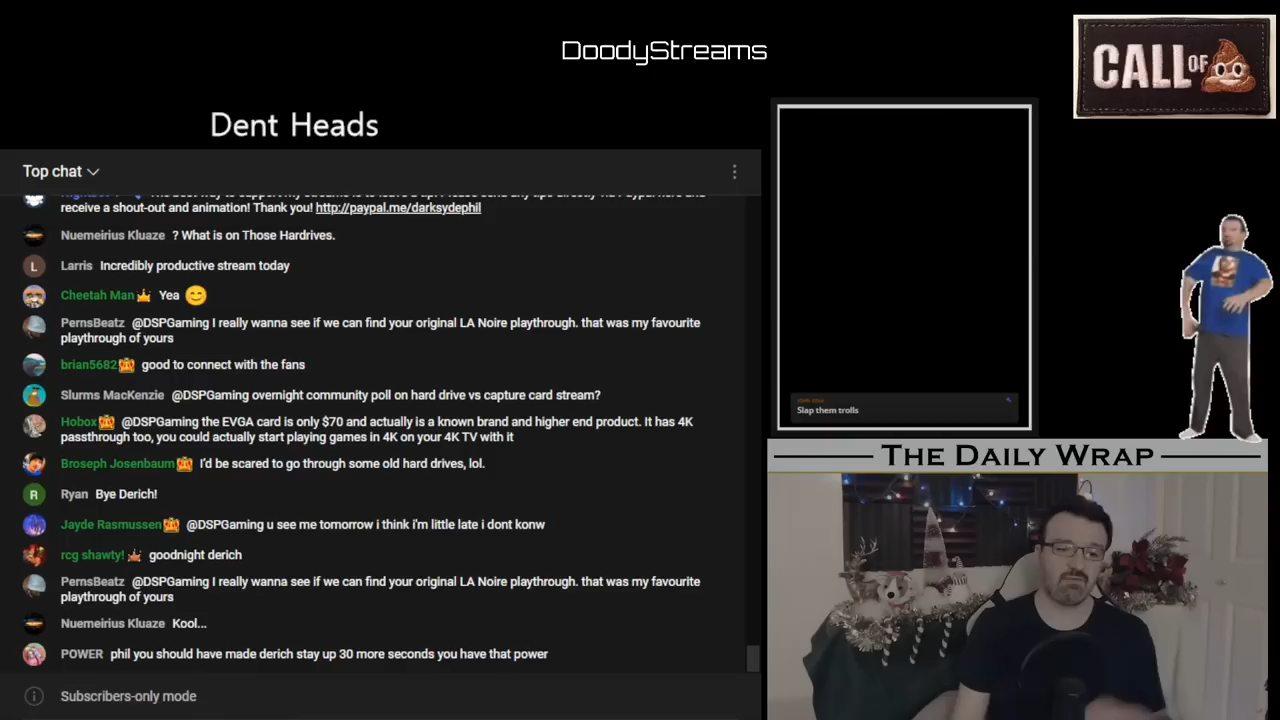 DoodyStreams
CALL OF
Dent Heads
Top chat
receive a shout-out and animation! Thank you! http://paypal.me/darksydephil
Nuemeirius Kluaze ? What is on Those Hardrives.
L Larris Incredibly productive stream today
Cheetah Man Yea 😊
PernsBeatz @DSPGaming I really wanna see if we can find your original LA Noire playthrough. that was my favourite
playthrough of yours
brian5682 good to connect with the fans
Slurms MacKenzie @DSPGaming overnight community poll on hard drive vs capture card stream?
Hobox @DSPGaming the EVGA card is only $70 and actually is a known brand and higher end product. It has 4K
passthrough too, you could actually start playing games in 4K on your 4K TV with it
Broseph Josenbaum I'd be scared to go through some old hard drives, lol.
R Ryan Bye Derich!
Jayde Rasmussen @DSPGaming u see me tomorrow i think i'm little late i dont konw
rcg shawty! goodnight derich
PernsBeatz @DSPGaming I really wanna see if we can find your original LA Noire playthrough. that was my favourite
playthrough of yours
Nuemeirius Kluaze Kool...
POWER phil you should have made derich stay up 30 more seconds you have that power
Subscribers-only mode
Slap them trolls
THE DAILY WRAP